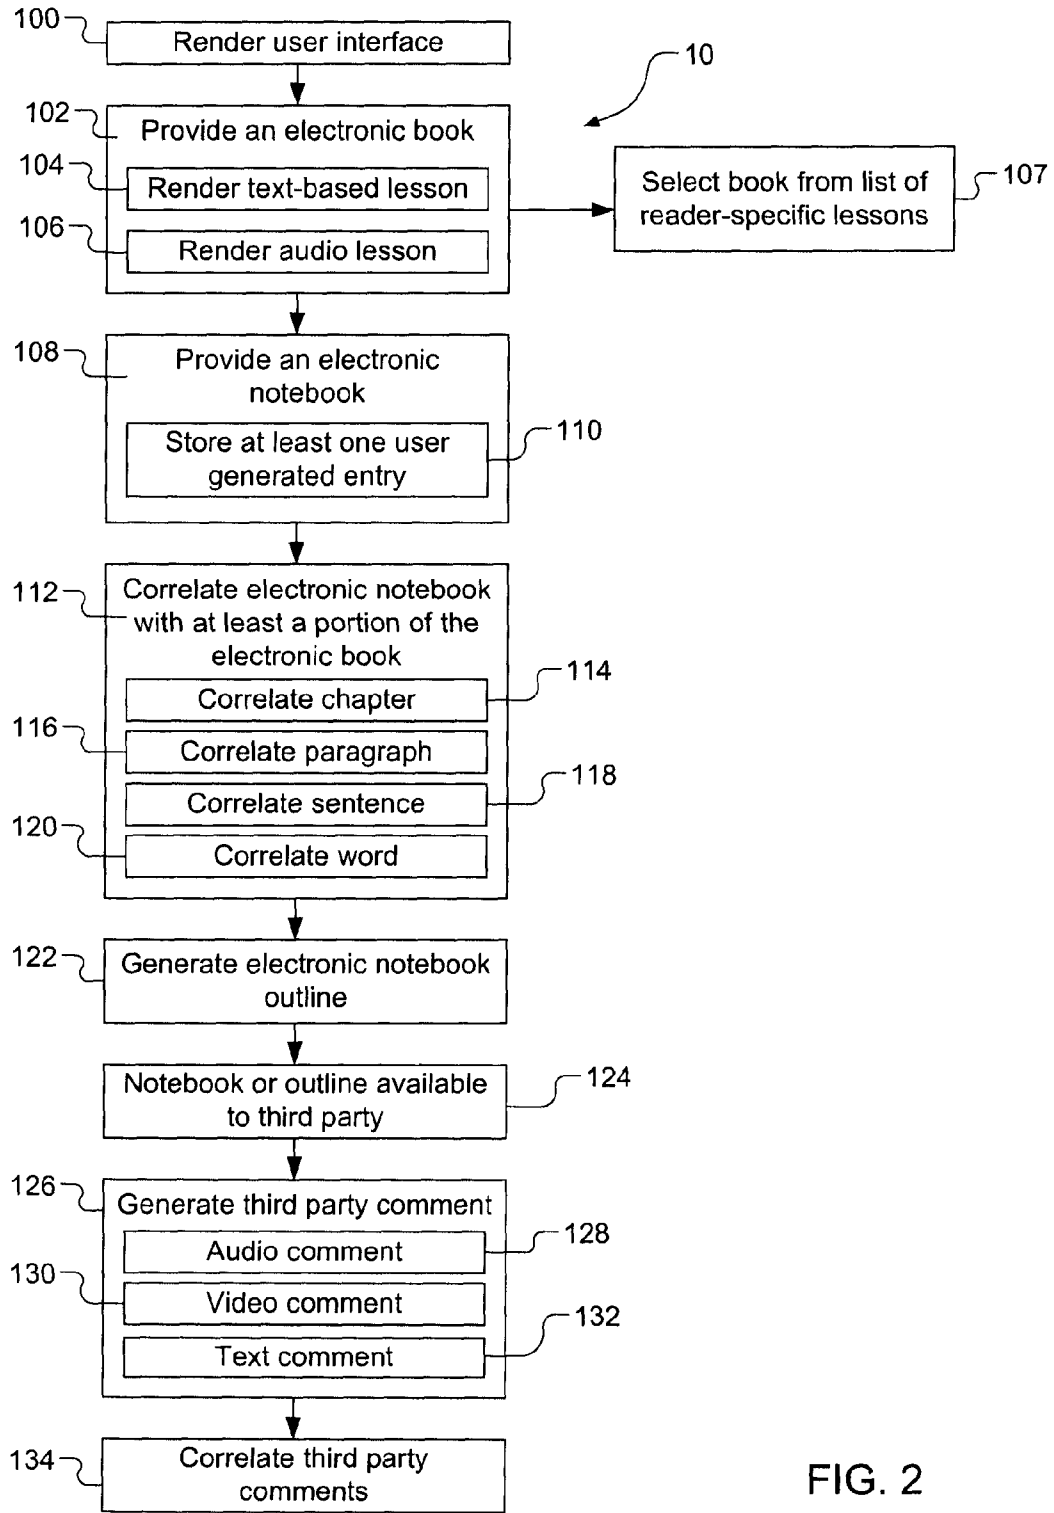 100
Render user interface
10
102
Provide an electronic book
104
Render text-based lesson
106
Render audio lesson
Select book from list of
reader-specific lessons
107
108
Provide an electronic
notebook
Store at least one user
generated entry
110
112
Correlate electronic notebook
with at least a portion of the
electronic book
Correlate chapter
114
116
Correlate paragraph
Correlate sentence
118
120
Correlate word
122
Generate electronic notebook
outline
Notebook or outline available
to third party
124
126
Generate third party comment
Audio comment
128
130
Video comment
Text comment
132
134
Correlate third party
comments
FIG. 2